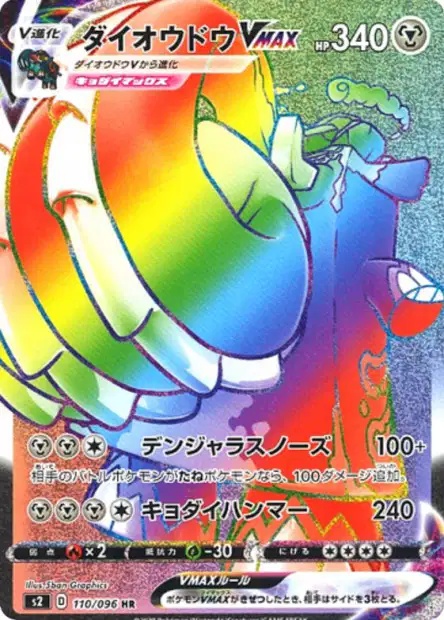 V進化
ダイオウドウVMAX
HP340
ダイオウドウVから進化
キョダイマックス
デンジャラスノーズ 100+
相手のバトルポケモンがたねポケモンなら、100ダメージ追加。
キョダイハンマー 240
弱点 ×2 抵抗力 -30 にげる
Illus. 5ban Graphics
VMAXルール
S2 D 110/096 HR
ポケモンVMAXがきぜつしたとき、相手はサイドを3枚とる。